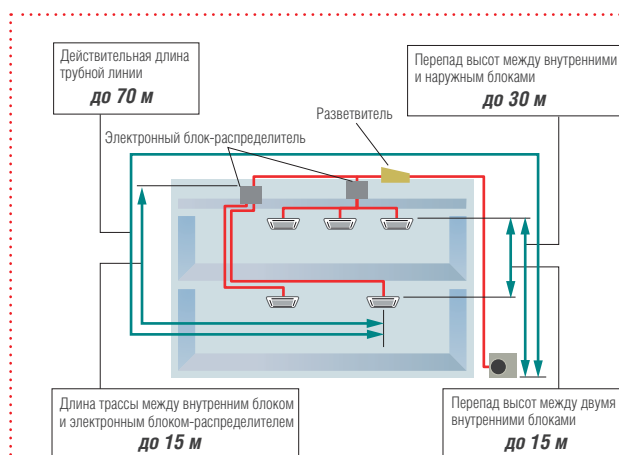 Действительная длина
трубной линии
до 70 м
Перепад высот между внутренними
и наружным блоками
до 30 м
Разветвитель
Электронный блок-распределитель
Длина трассы между внутренним блоком
и электронным блоком-распределителем
до 15 м
Перепад высот между двумя
внутренними блоками
до 15 м